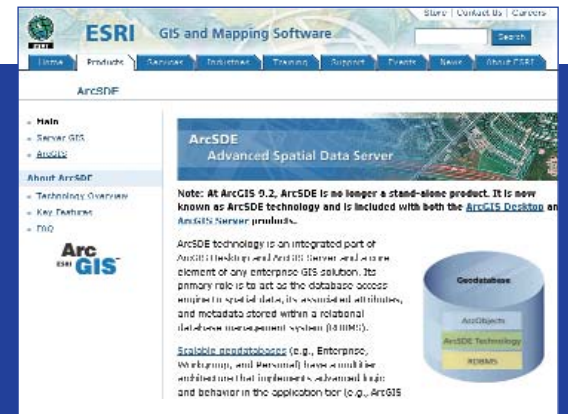 Store | Contact Us | Careers
ESRI
ESRI GIS and Mapping Software
Search
Home Products Services Industries Training Support Events News About ESRI
ArcSDE
Main
Server GIS
ArcGIS
About ArcSDE
Technology Overview
Key Features
FAQ
ESRI ArcGIS
ArcSDE
Advanced Spatial Data Server
Note: At ArcGIS 9.2, ArcSDE is no longer a stand-alone product. It is now
known as ArcSDE technology and is included with both the ArcGIS Desktop an
ArcGIS Server products.
ArcSDE technology is an integrated part of
ArcGIS Desktop and ArcGIS Server and a core
element of any enterprise GIS solution. Its
primary role is to act as the database access
engine to spatial data, its associated attributes,
and metadata stored within a relational
database management system (RDBMS).
Scalable geodatabases (e.g., Enterprise,
Workgroup, and Personal) have a multitier
architecture that implements advanced logic
and behavior in the application tier (e.g., ArcGIS
Geodatabase
ArcObjects
ArcSDE Technology
RDBMS